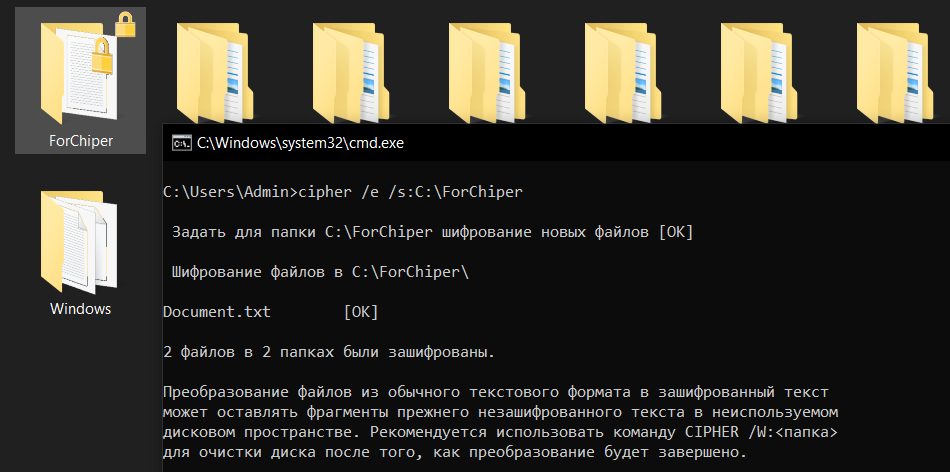 ForChiper
C:\Windows\system32\cmd.exe
C:\Users\Admin>cipher /e /s:C:\ForChiper
Задать для папки C:\ForChiper шифрование новых файлов [OK]
Шифрование файлов в C:\ForChiper\
Document.txt [OK]
2 файлов в 2 папках были зашифрованы.
Преобразование файлов из обычного текстового формата в зашифрованный текст
может оставлять фрагменты прежнего незашифрованного текста в неиспользуемом
дисковом пространстве. Рекомендуется использовать команду CIPHER /W:<папка>
для очистки диска после того, как преобразование будет завершено.
Windows